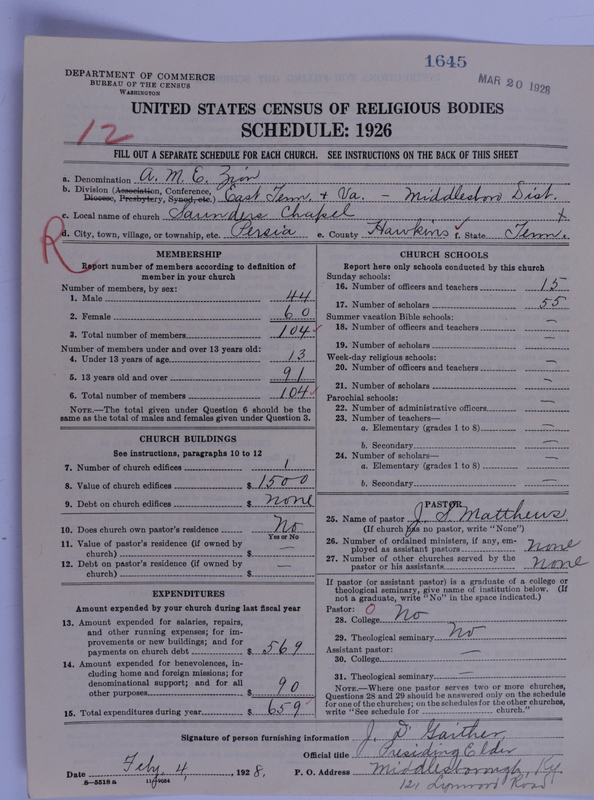 1645
MAR 20 1928
DEPARTMENT OF COMMERCE
BUREAU OF THE CENSUS
WASHINGTON
UNITED STATES CENSUS OF RELIGIOUS BODIES
SCHEDULE: 1926
12
FILL OUT A SEPARATE SCHEDULE FOR EACH CHURCH. SEE INSTRUCTIONS ON THE BACK OF THIS SHEET
a. Denomination A. M. E. Zion
b. Division (Association, Conference, Diocese, Presbytery, Synod, etc.) East Tenn. + Va. - Middlesboro Dist.
c. Local name of church Saunders Chapel x
R
d. City, town, village, or township, etc. Persia e. County Hawkins ✓ f. State Tenn.
MEMBERSHIP
Report number of members according to definition of
member in your church
Number of members, by sex:
1. Male 44
2. Female 60
3. Total number of members 104 ✓
Number of members under and over 13 years old:
4. Under 13 years of age 13
5. 13 years old and over 91
6. Total number of members 104 ✓
NOTE.—The total given under Question 6 should be the
same as the total of males and females given under Question 3.
CHURCH BUILDINGS
See instructions, paragraphs 10 to 12
7. Number of church edifices 1
8. Value of church edifices $ 1500
9. Debt on church edifices $ none
10. Does church own pastor's residence No
Yes or No
11. Value of pastor's residence (if owned by
church) $ —
12. Debt on pastor's residence (if owned by
church) $ —
EXPENDITURES
Amount expended by your church during last fiscal year
13. Amount expended for salaries, repairs,
and other running expenses; for im-
provements or new buildings; and for
payments on church debt $ 569
14. Amount expended for benevolences, in-
cluding home and foreign missions; for
denominational support; and for all
other purposes $ 90
15. Total expenditures during year $ 659 ✓
CHURCH SCHOOLS
Report here only schools conducted by this church
Sunday schools:
16. Number of officers and teachers 15
17. Number of scholars 55
Summer vacation Bible schools:
18. Number of officers and teachers —
19. Number of scholars —
Week-day religious schools:
20. Number of officers and teachers —
21. Number of scholars —
Parochial schools:
22. Number of administrative officers —
23. Number of teachers—
a. Elementary (grades 1 to 8) —
b. Secondary —
24. Number of scholars—
a. Elementary (grades 1 to 8) —
b. Secondary —
PASTOR
25. Name of pastor J. S. Matthews
(If church has no pastor, write "None")
26. Number of ordained ministers, if any, em-
ployed as assistant pastors none
27. Number of other churches served by the
pastor or his assistants none
If pastor (or assistant pastor) is a graduate of a college or
theological seminary, give name of institution below. (If
not a graduate, write "No" in the space indicated.)
Pastor: 0
28. College No
29. Theological seminary No
Assistant pastor:
30. College —
31. Theological seminary —
NOTE.—Where one pastor serves two or more churches,
Questions 28 and 29 should be answered only on the schedule
for one of the churches; on the schedules for the other churches,
write "See schedule for church."
Signature of person furnishing information J. D. Gaither
Official title Presiding Elder
Date Feby. 4, 1928. P. O. Address Middlesborough, Ky.
8—5518 a
121 Lynwood Road